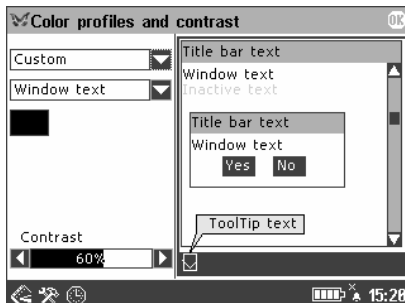 Color profiles and contrast
OK
Custom
Window text
Contrast
60%
Title bar text
Window text
Inactive text
Title bar text
Window text
Yes No
ToolTip text
15:28